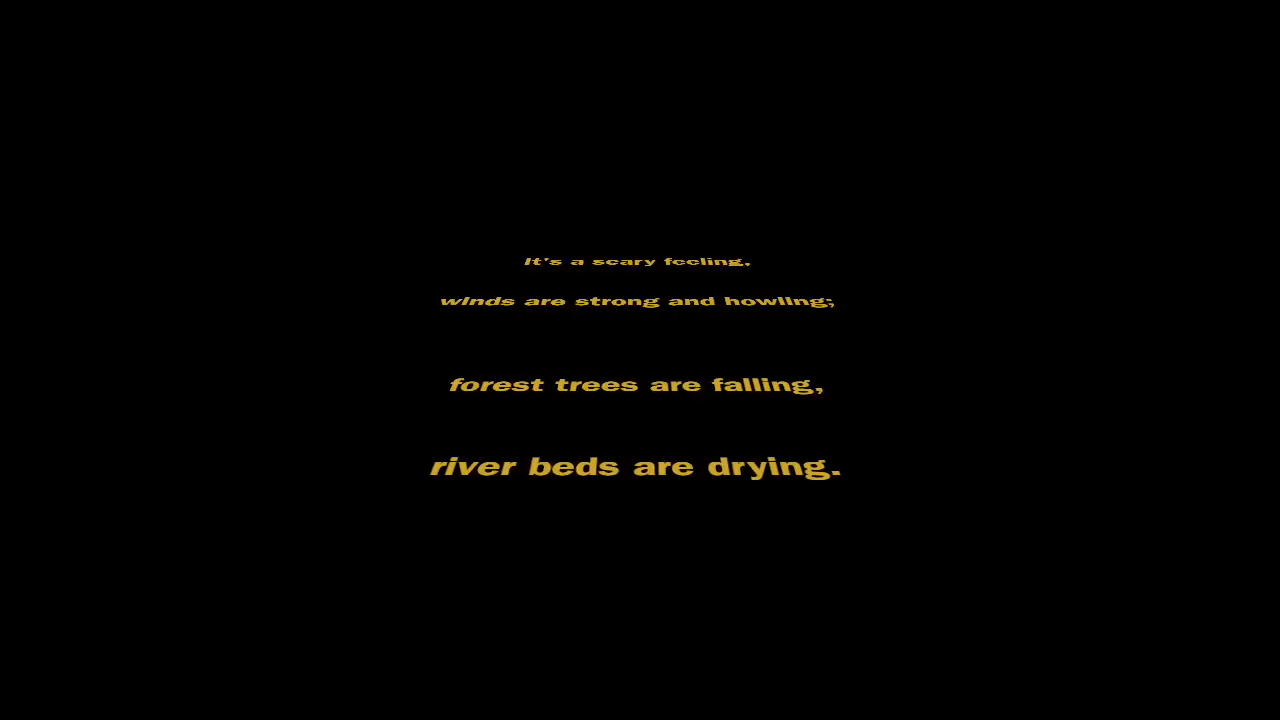 It's a scary feeling,
winds are strong and howling;
forest trees are falling,
river beds are drying.